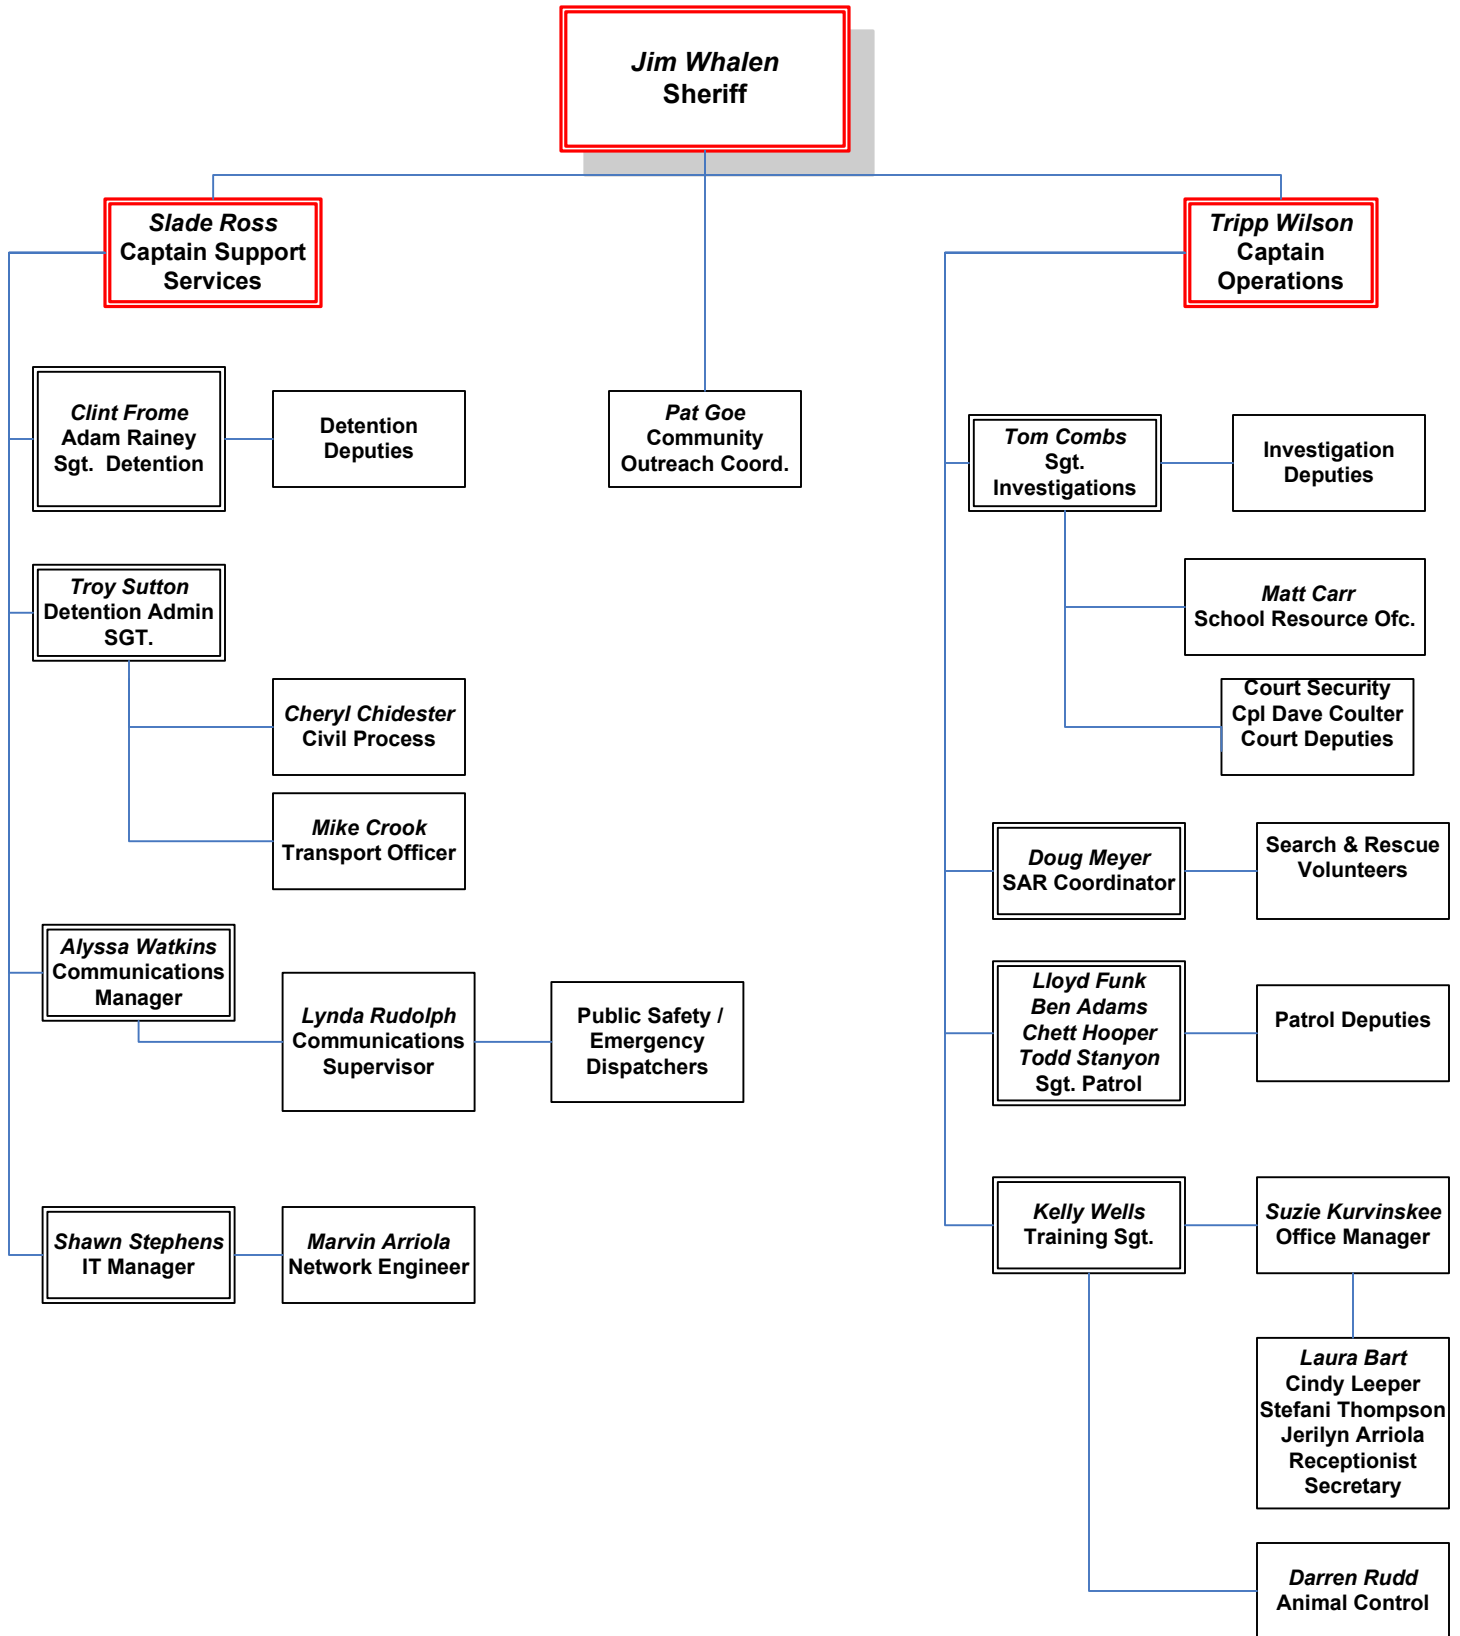 Jim Whalen
Sheriff
Slade Ross
Captain Support
Services
Tripp Wilson
Captain
Operations
Clint Frome
Adam Rainey
Sgt. Detention
Detention
Deputies
Pat Goe
Community
Outreach Coord.
Tom Combs
Sgt.
Investigations
Investigation
Deputies
Troy Sutton
Detention Admin
SGT.
Matt Carr
School Resource Ofc.
Cheryl Chidester
Civil Process
Court Security
Cpl Dave Coulter
Court Deputies
Mike Crook
Transport Officer
Doug Meyer
SAR Coordinator
Search & Rescue
Volunteers
Alyssa Watkins
Communications
Manager
Lynda Rudolph
Communications
Supervisor
Public Safety /
Emergency
Dispatchers
Lloyd Funk
Ben Adams
Chett Hooper
Todd Stanyon
Sgt. Patrol
Patrol Deputies
Shawn Stephens
IT Manager
Marvin Arriola
Network Engineer
Kelly Wells
Training Sgt.
Suzie Kurvinskee
Office Manager
Laura Bart
Cindy Leeper
Stefani Thompson
Jerilyn Arriola
Receptionist
Secretary
Darren Rudd
Animal Control